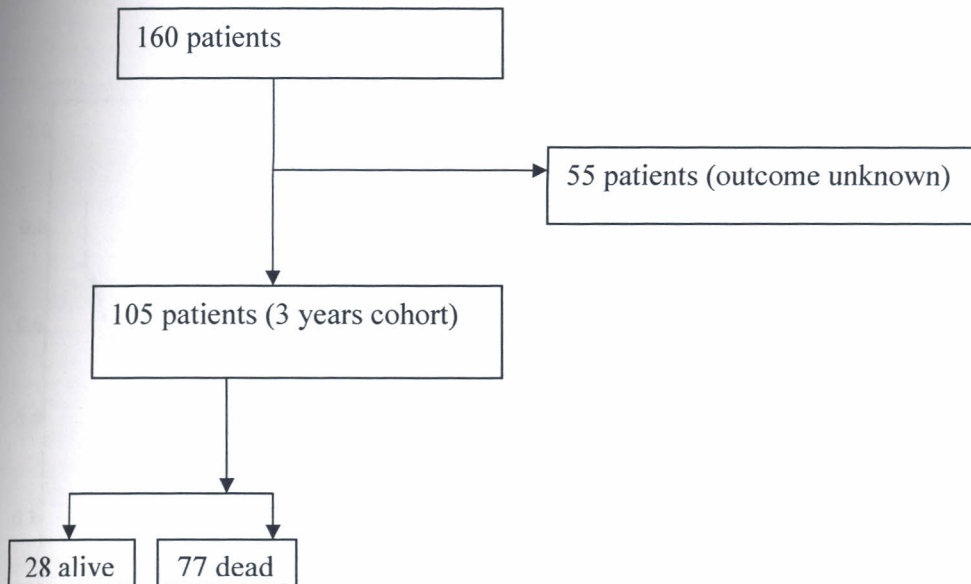 160 patients
55 patients (outcome unknown)
105 patients (3 years cohort)
28 alive
77 dead